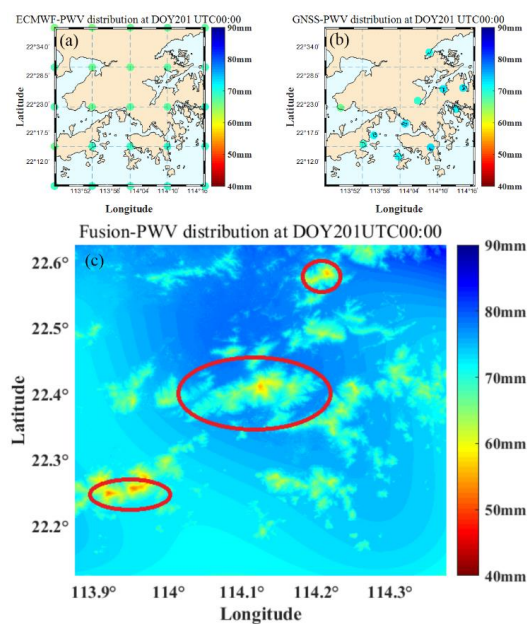 ECMWF-PWV distribution at DOY201 UTC00:00
(a)
22°34'N
22°28.5
22°23.0
22°17.5
22°12.0
Latitude
113°52'
113°58'
114°04'
114°10'
114°16'
Longitude
90mm
80mm
70mm
60mm
50mm
40mm
GNSS-PWV distribution at DOY201 UTC00:00
(b)
22°34'N
22°28.5
22°23.0
22°17.5
22°12.0
Latitude
113°52'
113°58'
114°04'
114°10'
114°16'
Longitude
90mm
80mm
70mm
60mm
50mm
40mm
Fusion-PWV distribution at DOY201UTC00:00
(c)
22.6°
22.5°
22.4°
22.3°
22.2°
Latitude
113.9°
114°
114.1°
114.2°
114.3°
Longitude
90mm
80mm
70mm
60mm
50mm
40mm